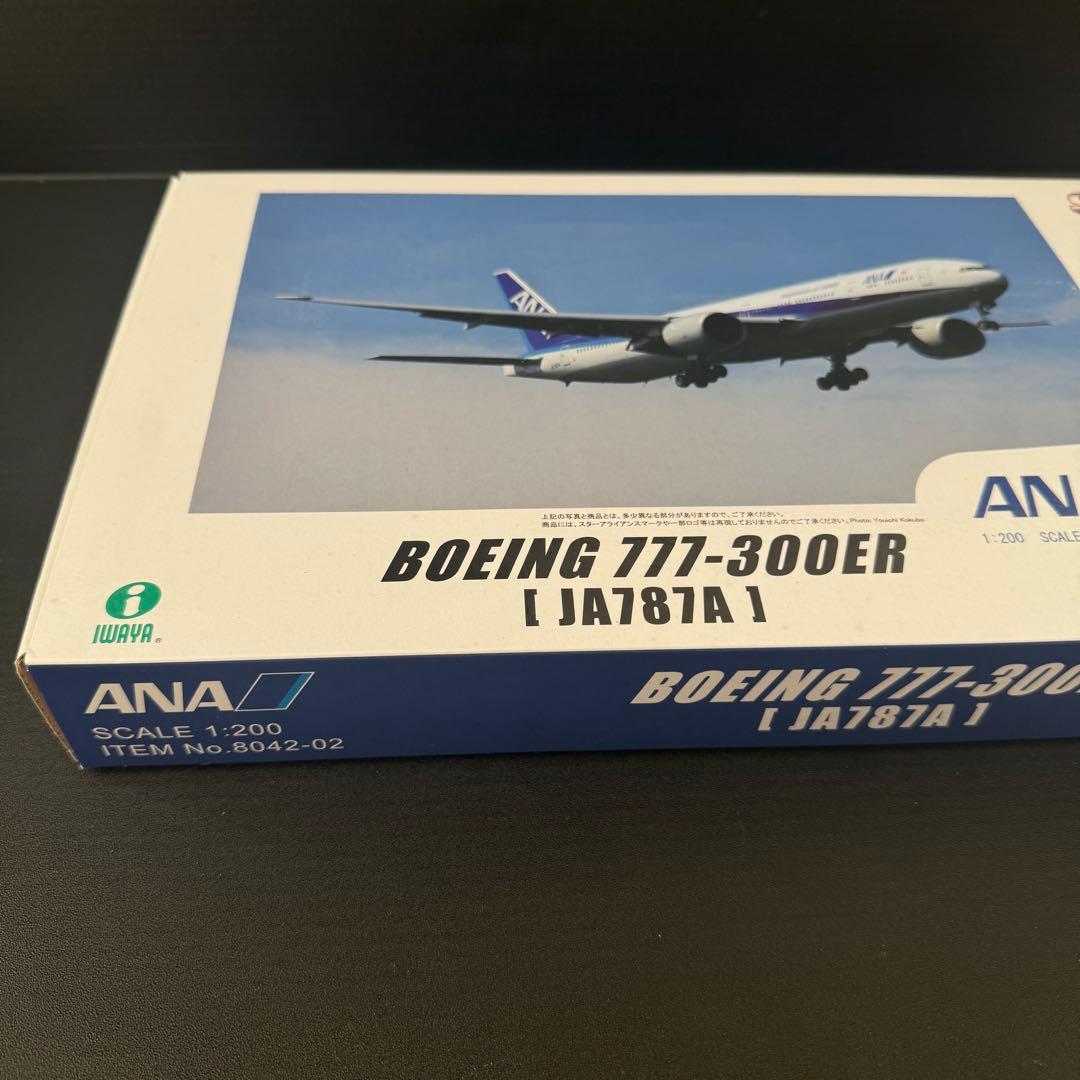 ANA
ANA
上記の写真と商品とは、多少異なる部分がありますので、ご了承ください。
商品には、スターアライアンスマークや一部ロゴ等は再現しておりませんのでご了承ください。Photo: Youichi Kokubo
AN
1:200 SCALE
BOEING 777-300ER
[ JA787A ]
i
IWAYA®
ANA
SCALE 1:200
ITEM No.8042-02
BOEING 777-300E
[ JA787A ]